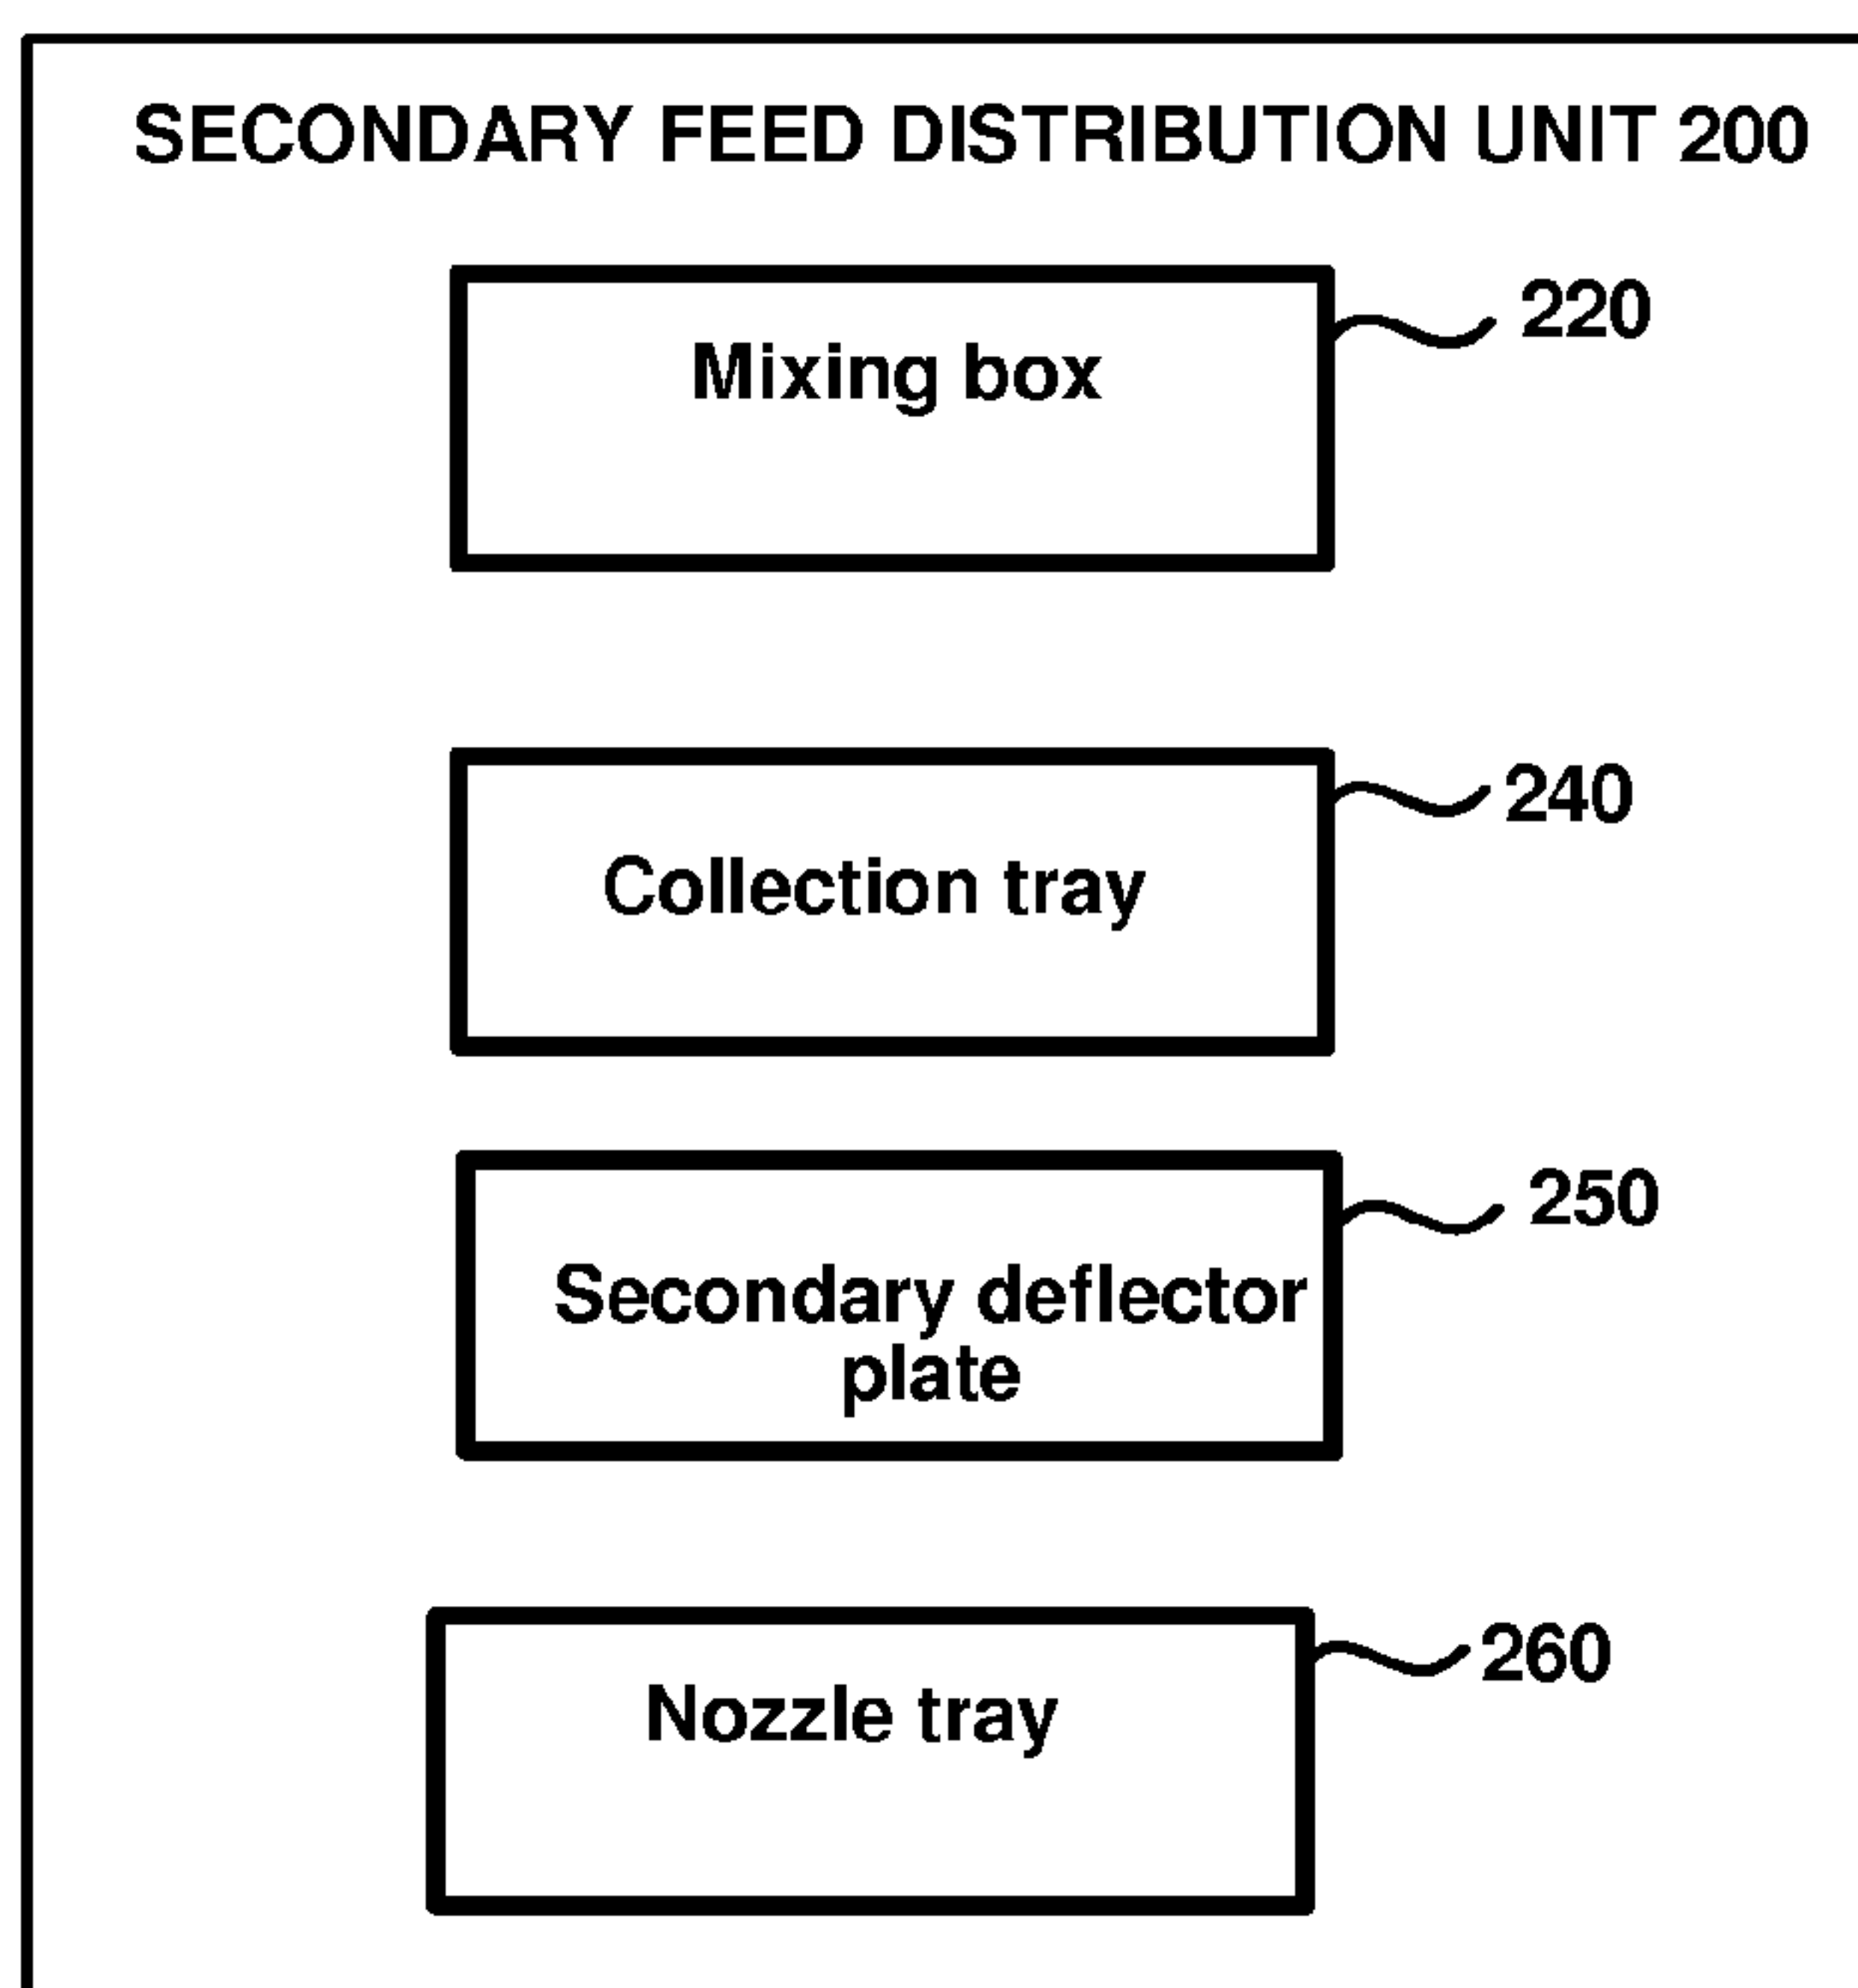 SECONDARY FEED DISTRIBUTION UNIT 200
Mixing box
220
Collection tray
240
Secondary deflector
plate
250
Nozzle tray
260